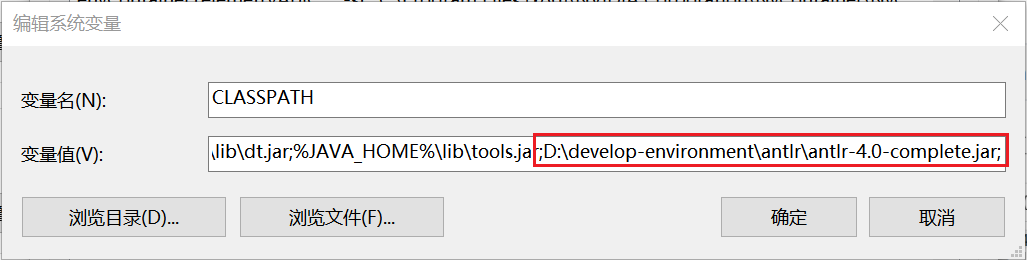 编辑系统变量
变量名(N):
CLASSPATH
变量值(V):
\lib\dt.jar;%JAVA_HOME%\lib\tools.jar;D:\develop-environment\antlr\antlr-4.0-complete.jar;
浏览目录(D)...
浏览文件(F)...
确定
取消